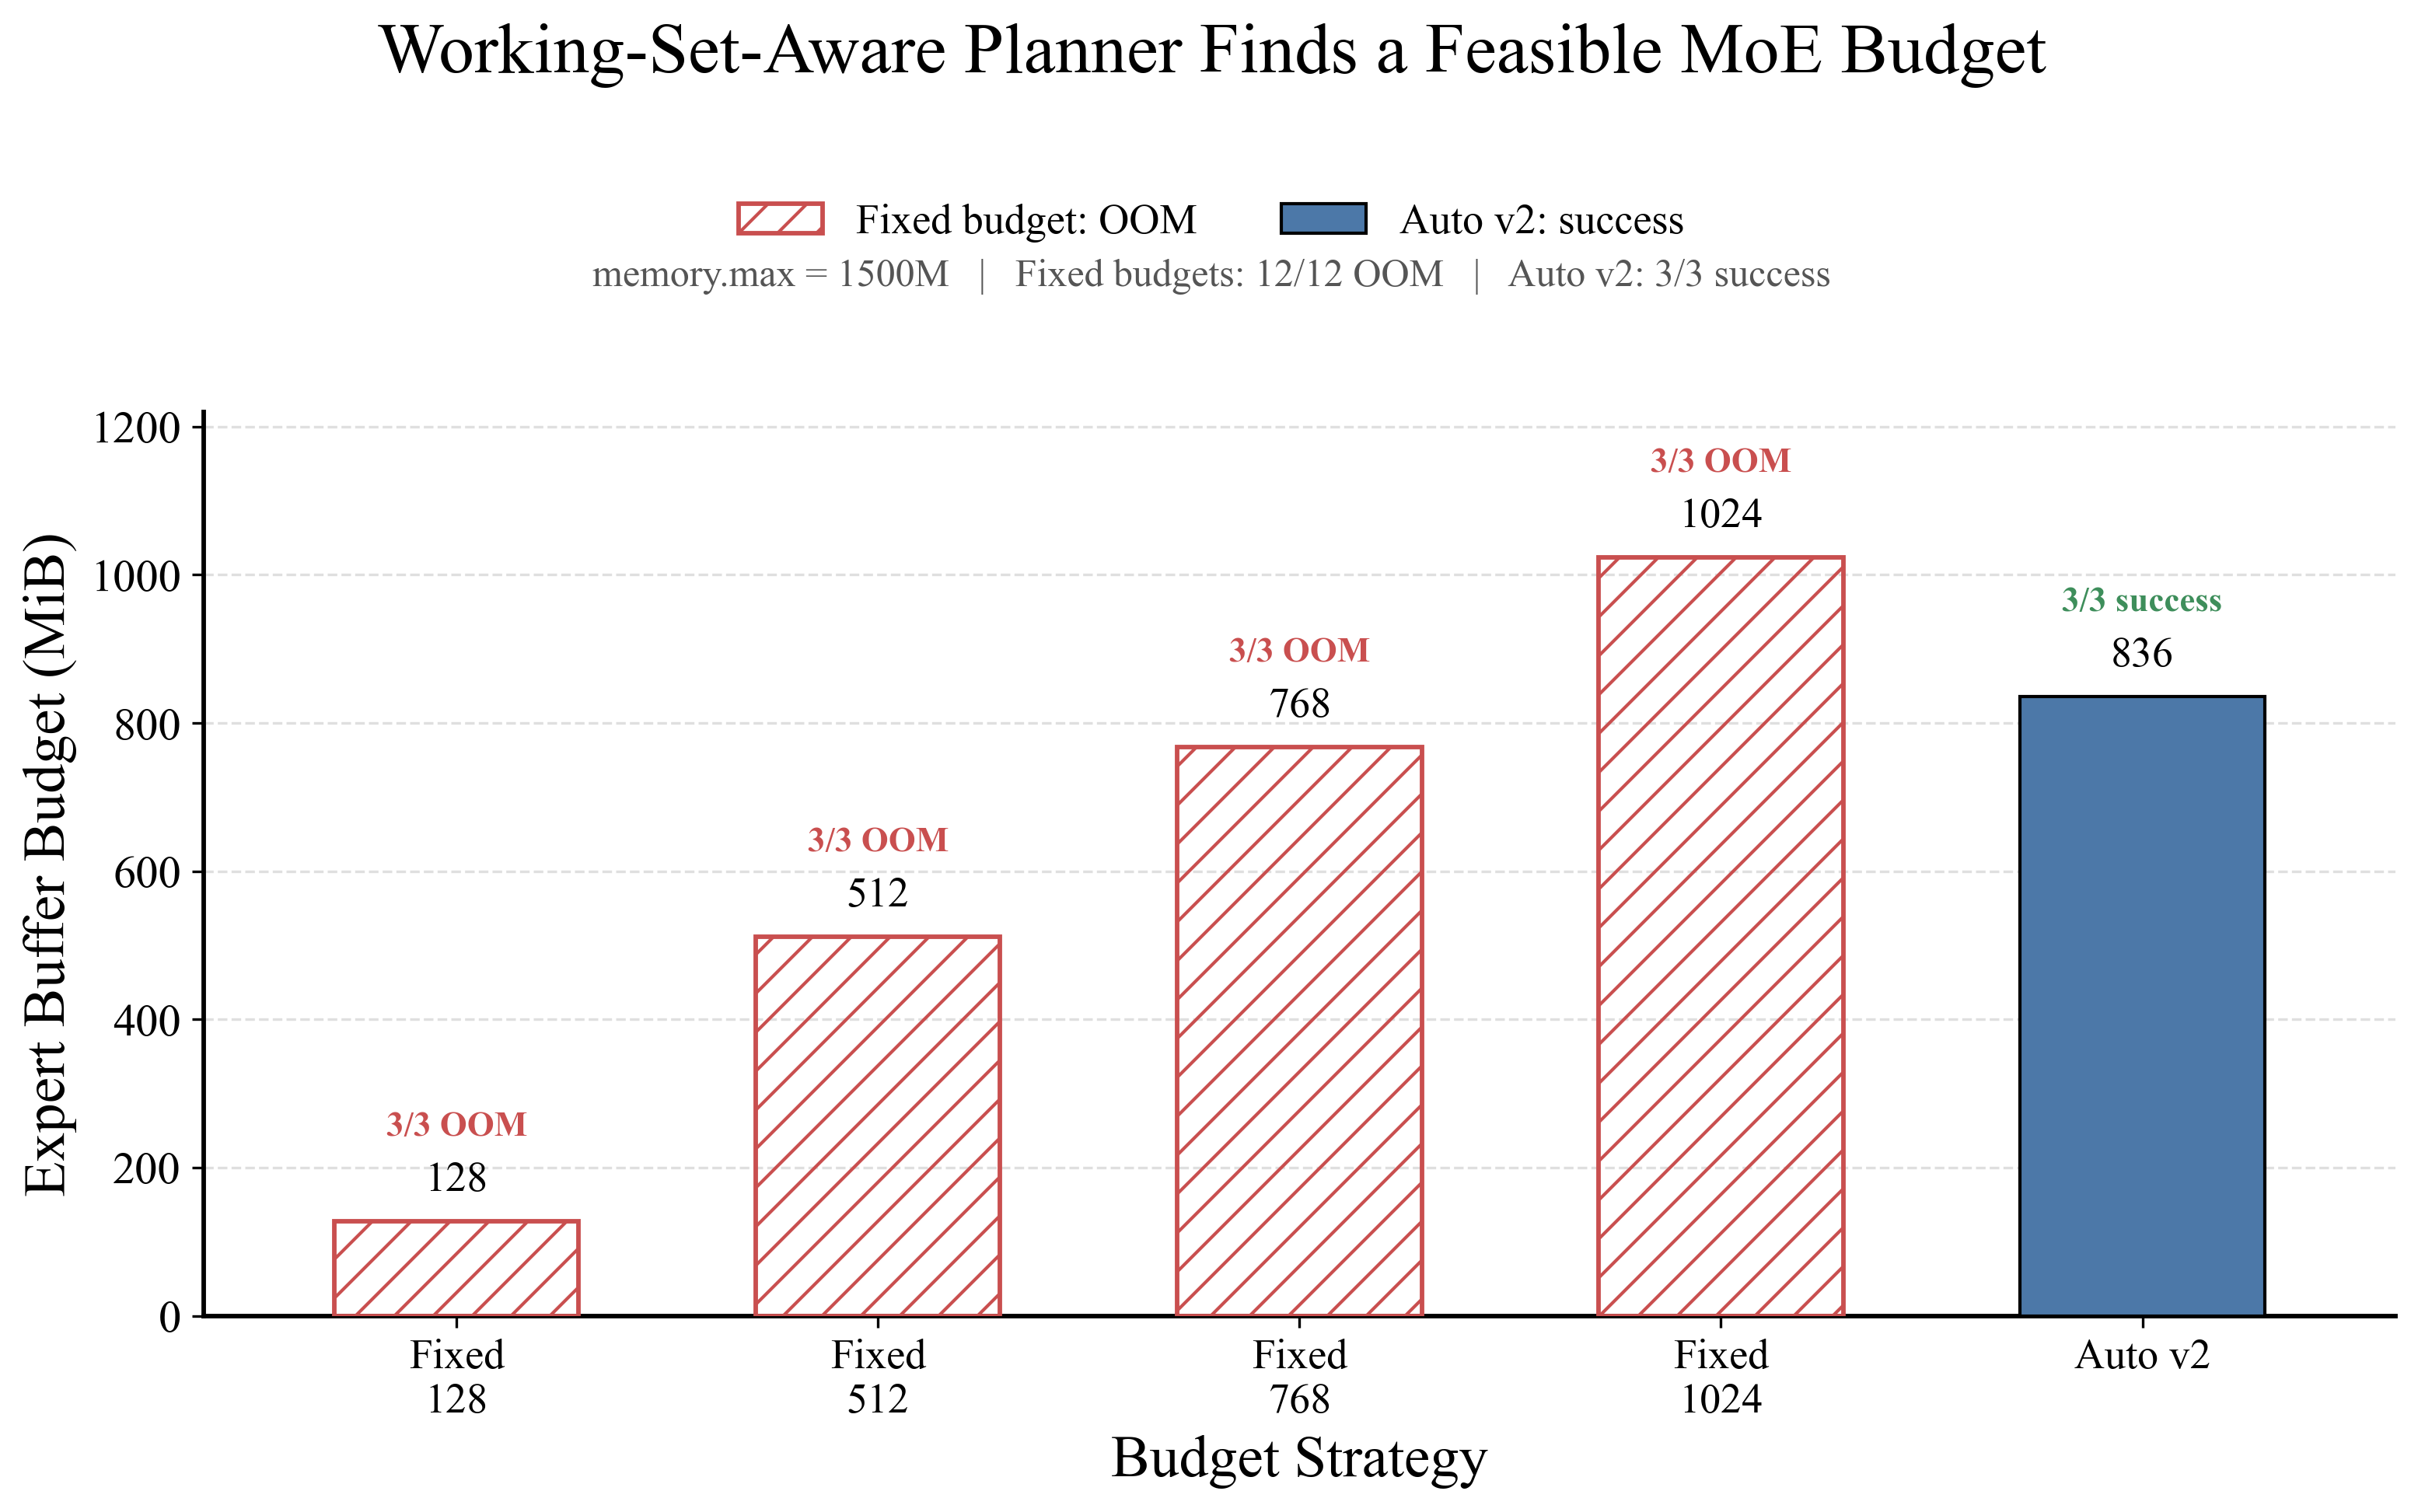 Working-Set-Aware Planner Finds a Feasible MoE Budget
Fixed budget: OOM
Auto v2: success
memory.max = 1500M | Fixed budgets: 12/12 OOM | Auto v2: 3/3 success
Expert Buffer Budget (MiB)
1200
1000
800
600
400
200
0
3/3 OOM
128
3/3 OOM
512
3/3 OOM
768
3/3 OOM
1024
3/3 success
836
Fixed
128
Fixed
512
Fixed
768
Fixed
1024
Auto v2
Budget Strategy